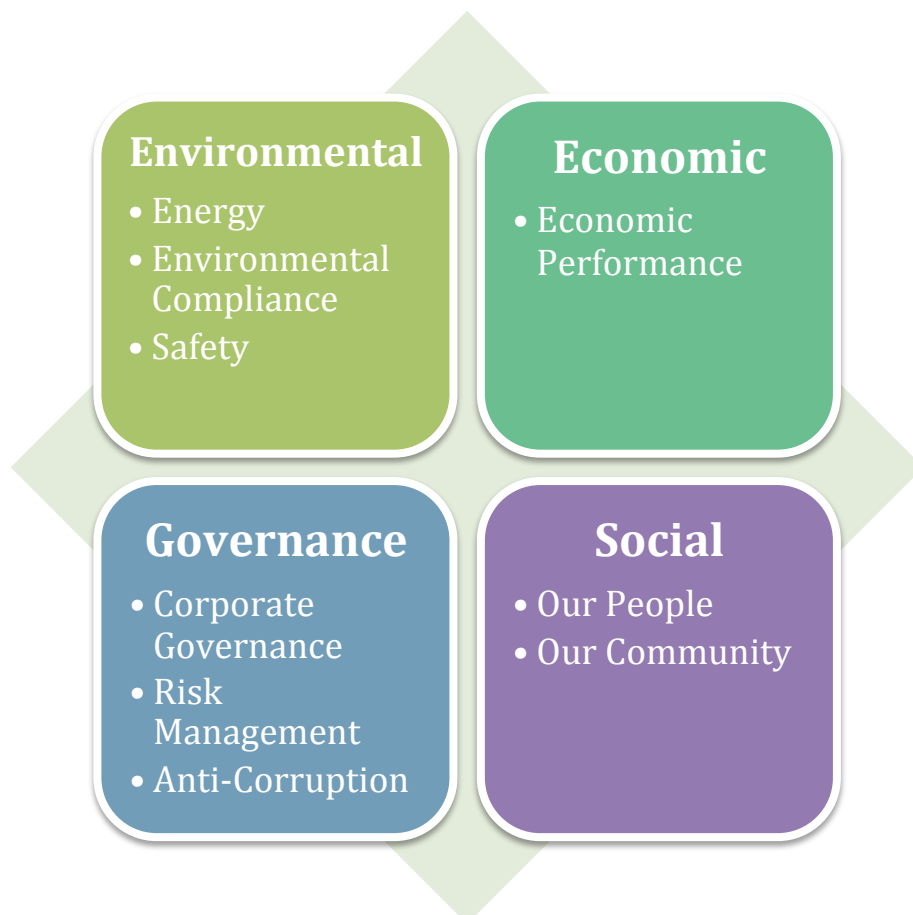 Environmental
• Energy
• Environmental
Compliance
• Safety
Economic
• Economic
Performance
Governance
• Corporate
Governance
• Risk
Management
• Anti-Corruption
Social
• Our People
• Our Community